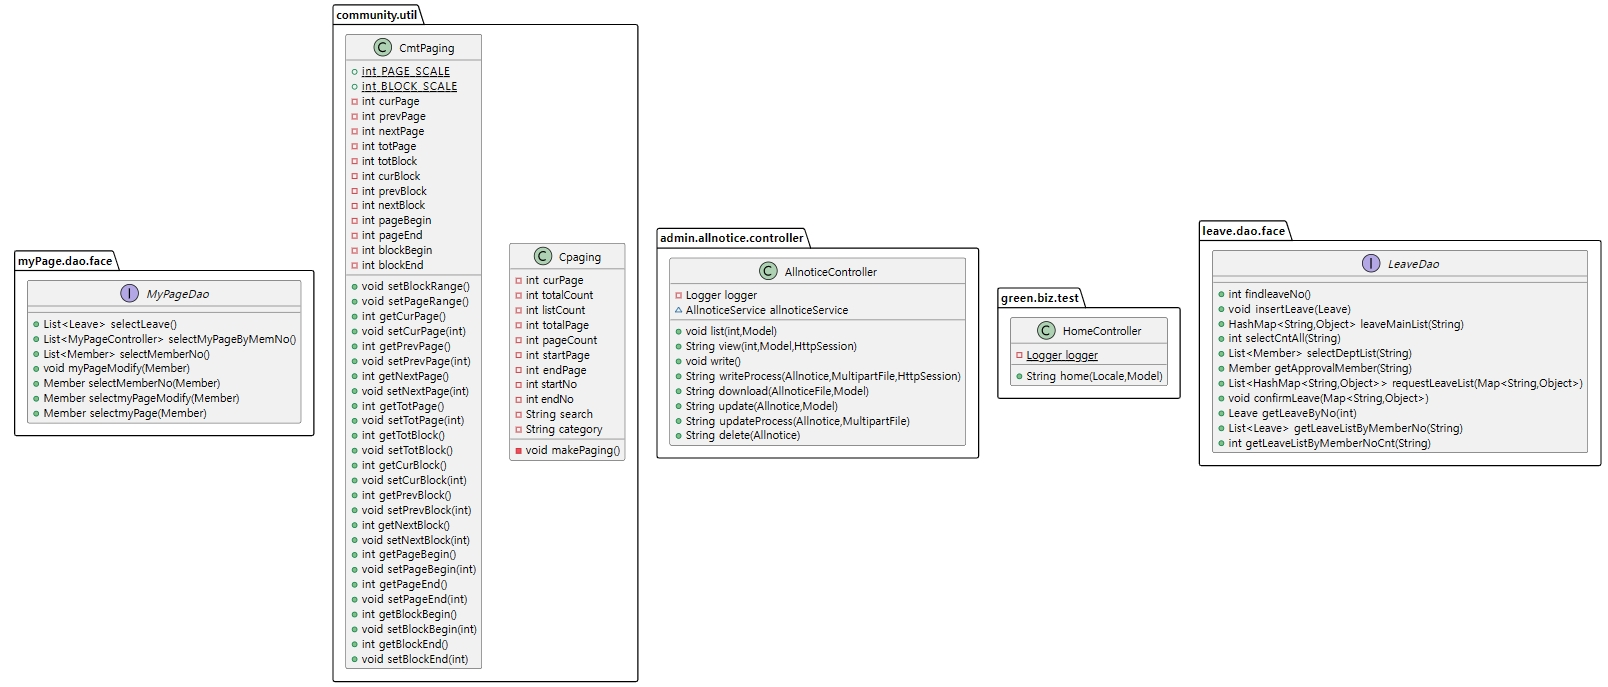 myPage.dao.face
I
MyPageDao
List<Leave> selectLeave()
List<MyPageController> selectMyPageByMemNo()
List<Member> selectMemberNo()
void myPageModify(Member)
Member selectMemberNo(Member)
Member selectmyPageModify(Member)
Member selectmyPage(Member)
community.util
C
CmtPaging
int PAGE_SCALE
int BLOCK_SCALE
int curPage
int prevPage
int nextPage
int totPage
int totBlock
int curBlock
int prevBlock
int nextBlock
int pageBegin
int pageEnd
int blockBegin
int blockEnd
void setBlockRange()
void setPageRange()
int getCurPage()
void setCurPage(int)
int getPrevPage()
void setPrevPage(int)
int getNextPage()
void setNextPage(int)
int getTotPage()
void setTotPage(int)
int getTotBlock()
void setTotBlock()
int getCurBlock()
void setCurBlock(int)
int getPrevBlock()
void setPrevBlock(int)
int getNextBlock()
void setNextBlock(int)
int getPageBegin()
void setPageBegin(int)
int getPageEnd()
void setPageEnd(int)
int getBlockBegin()
void setBlockBegin(int)
int getBlockEnd()
void setBlockEnd(int)
C
Cpaging
int curPage
int totalCount
int listCount
int totalPage
int pageCount
int startPage
int endPage
int startNo
int endNo
String search
String category
void makePaging()
admin.allnotice.controller
C
AllnoticeController
Logger logger
AllnoticeService allnoticeService
void list(int,Model)
String view(int,Model,HttpSession)
void write()
String writeProcess(Allnotice,MultipartFile,HttpSession)
String download(AllnoticeFile,Model)
String update(Allnotice,Model)
String updateProcess(Allnotice,MultipartFile)
String delete(Allnotice)
green.biz.test
C
HomeController
Logger logger
String home(Locale,Model)
leave.dao.face
I
LeaveDao
int findleaveNo()
void insertLeave(Leave)
HashMap<String,Object> leaveMainList(String)
int selectCntAll(String)
List<Member> selectDeptList(String)
Member getApprovalMember(String)
List<HashMap<String,Object>> requestLeaveList(Map<String,Object>)
void confirmLeave(Map<String,Object>)
Leave getLeaveByNo(int)
List<Leave> getLeaveListByMemberNo(String)
int getLeaveListByMemberNoCnt(String)